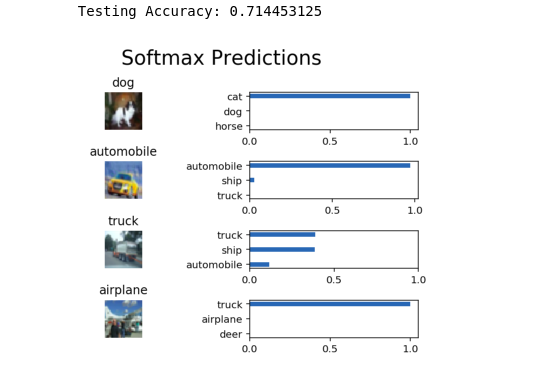 Testing Accuracy: 0.714453125
Softmax Predictions
dog
cat
dog
horse
0.0 0.5 1.0
automobile
automobile
ship
truck
0.0 0.5 1.0
truck
truck
ship
automobile
0.0 0.5 1.0
airplane
truck
airplane
deer
0.0 0.5 1.0